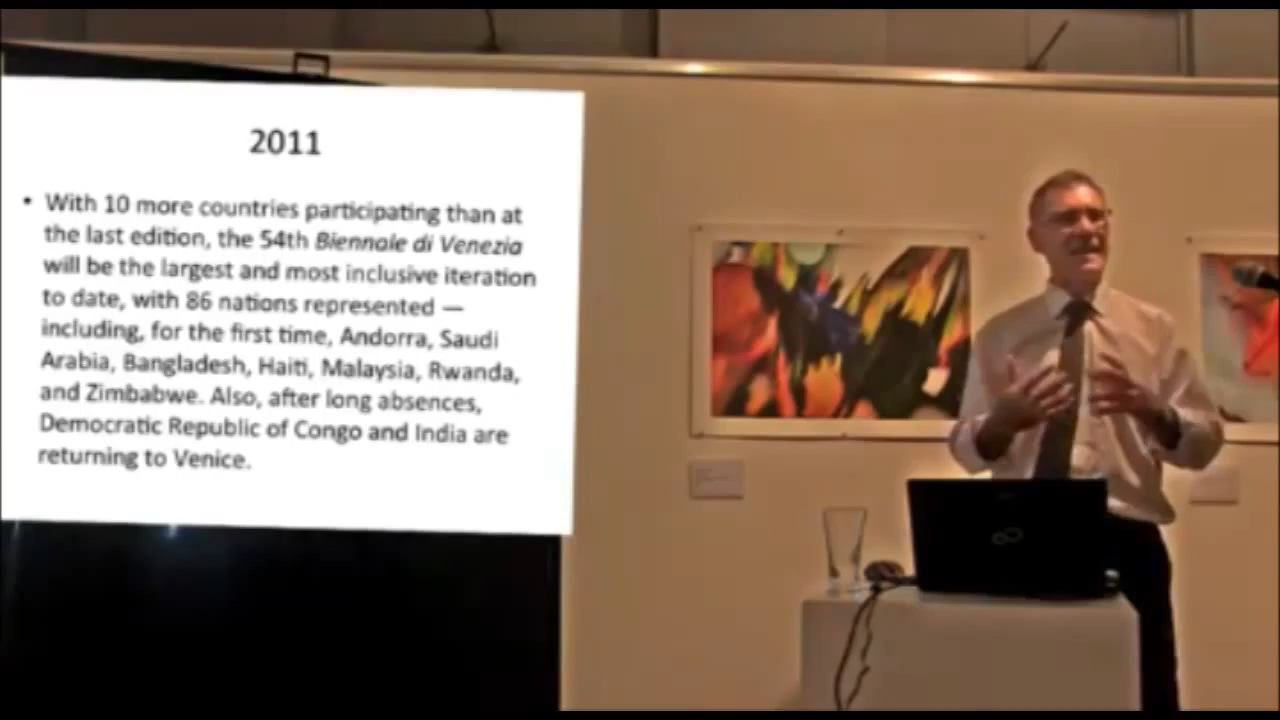 2011
• With 10 more countries participating than at
the last edition, the 54th Biennale di Venezia
will be the largest and most inclusive iteration
to date, with 86 nations represented —
including, for the first time, Andorra, Saudi
Arabia, Bangladesh, Haiti, Malaysia, Rwanda,
and Zimbabwe. Also, after long absences,
Democratic Republic of Congo and India are
returning to Venice.